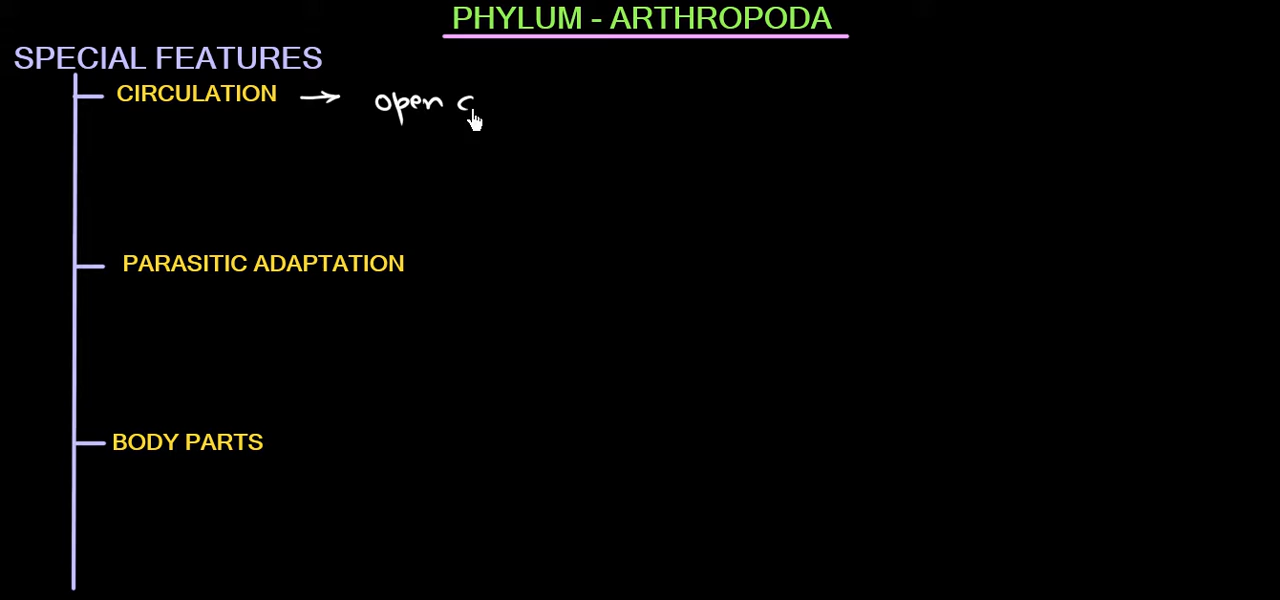 PHYLUM - ARTHROPODA
SPECIAL FEATURES
CIRCULATION → open c
PARASITIC ADAPTATION
BODY PARTS